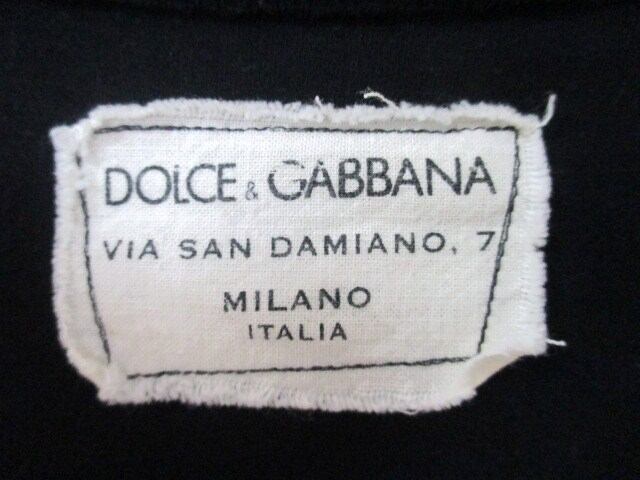 DOLCE & GABBANA
VIA SAN DAMIANO, 7
MILANO
ITALIA